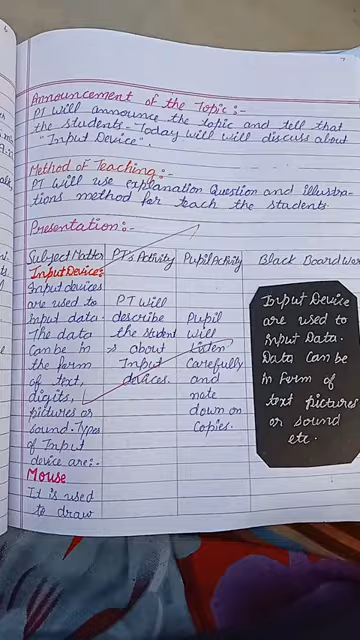 Announcement of the Topic:-
PT Will announce the topic and tell that
the students - Today will will discuss about
"Input Device".
Method of Teaching:-
PT Will use explanation Question and illustra-
tions method for teach the students.
Presentation:-
Subject Matter
Input Device:
Input devices
are used to
input data.
The data
can be in
the form
of text,
digits,
pictures or
sound. Types
of Input
device are:-
Mouse
It is used
to draw
PT's Activity
PT Will
describe
the student
about
Input
devices.
Pupil Activity
Pupil
will
listen
carefully
and
note
down on
copies.
Black Board Work
Input Device
are used to
Input Data.
Data can be
in form of
text pictures
or sound
etc.